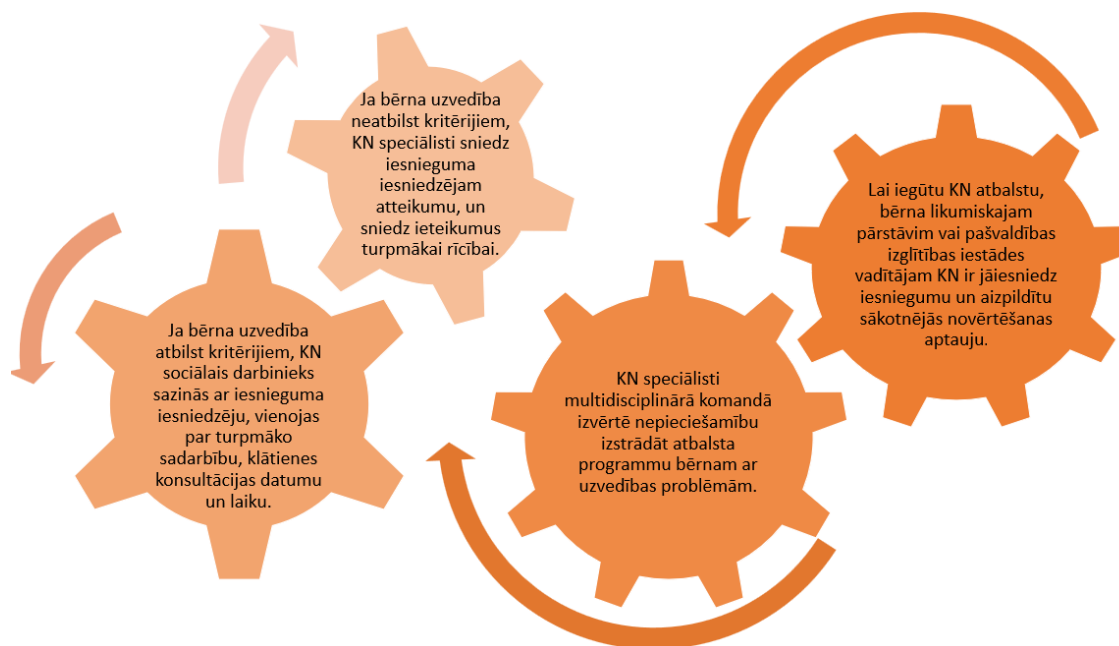 Ja bērna uzvedība
neatbilst kritērijiem,
KN speciālisti sniedz
iesnieguma
iesniedzējam
atteikumu, un
sniedz ieteikumus
turpmākai rīcībai.
Lai iegūtu KN atbalstu,
bērna likumiskajam
pārstāvim vai pašvaldības
izglītības iestādes
vadītājam KN ir jāiesniedz
iesniegumu un aizpildītu
sākotnējās novērtēšanas
aptauju.
Ja bērna uzvedība
atbilst kritērijiem, KN
sociālais darbinieks
sazinās ar iesnieguma
iesniedzēju, vienojas
par turpmāko
sadarbību, klātienes
konsultācijas datumu
un laiku.
KN speciālisti
multidisciplinārā komandā
izvērtē nepieciešamību
izstrādāt atbalsta
programmu bērnam ar
uzvedības problēmām.